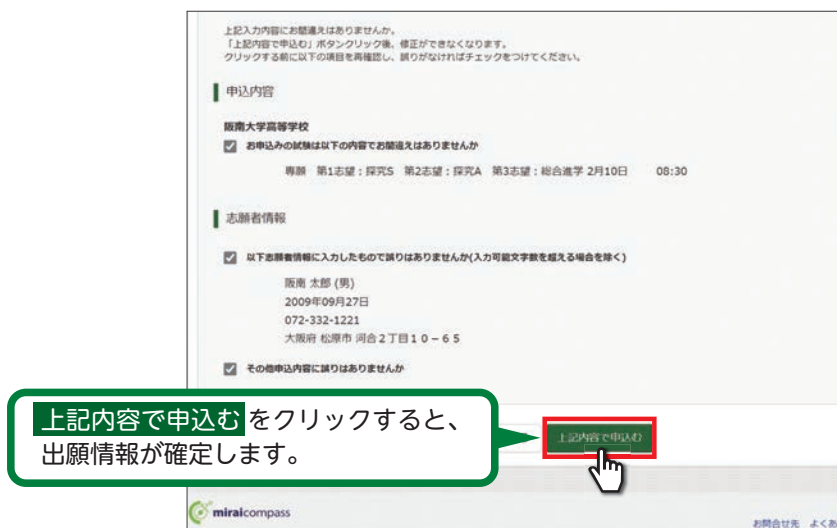 上記入力内容にお間違えはありませんか。
「上記内容で申込む」ボタンクリック後、修正ができなくなります。
クリックする前に以下の項目を再確認し、誤りがなければチェックをつけてください。
申込内容
阪南大学高等学校
お申込みの試験は以下の内容でお間違えはありませんか
専願 第1志望：探究S 第2志望：探究A 第3志望：総合進学 2月10日 08:30
志願者情報
以下志願者情報に入力したもので誤りはありませんか(入力可能文字数を超える場合を除く)
阪南 太郎 (男)
2009年09月27日
072-332-1221
大阪府 松原市 河合２丁目１０－６５
その他申込内容に誤りはありませんか
上記内容で申込む をクリックすると、
出願情報が確定します。
上記内容で申込む
miraicompass
お問合せ先 よくあ